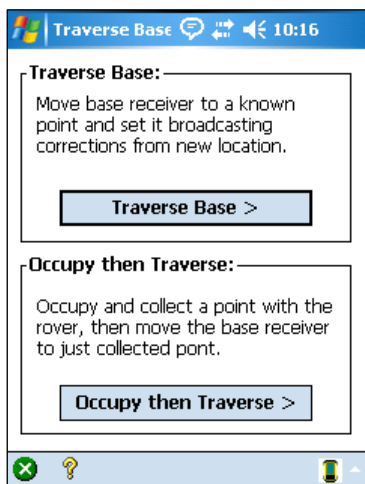 Traverse Base 10:16
Traverse Base:
Move base receiver to a known
point and set it broadcasting
corrections from new location.
Traverse Base >
Occupy then Traverse:
Occupy and collect a point with the
rover, then move the base receiver
to just collected pont.
Occupy then Traverse >
?